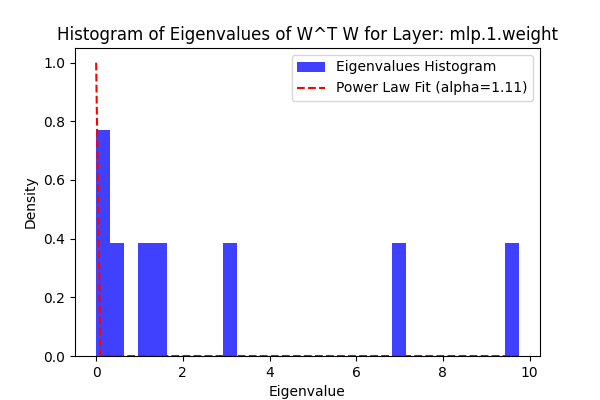 Histogram of Eigenvalues of W^T W for Layer: mlp.1.weight
Eigenvalues Histogram
Power Law Fit (alpha=1.11)
1.0
0.8
0.6
0.4
0.2
0.0
Density
0 2 4 6 8 10
Eigenvalue